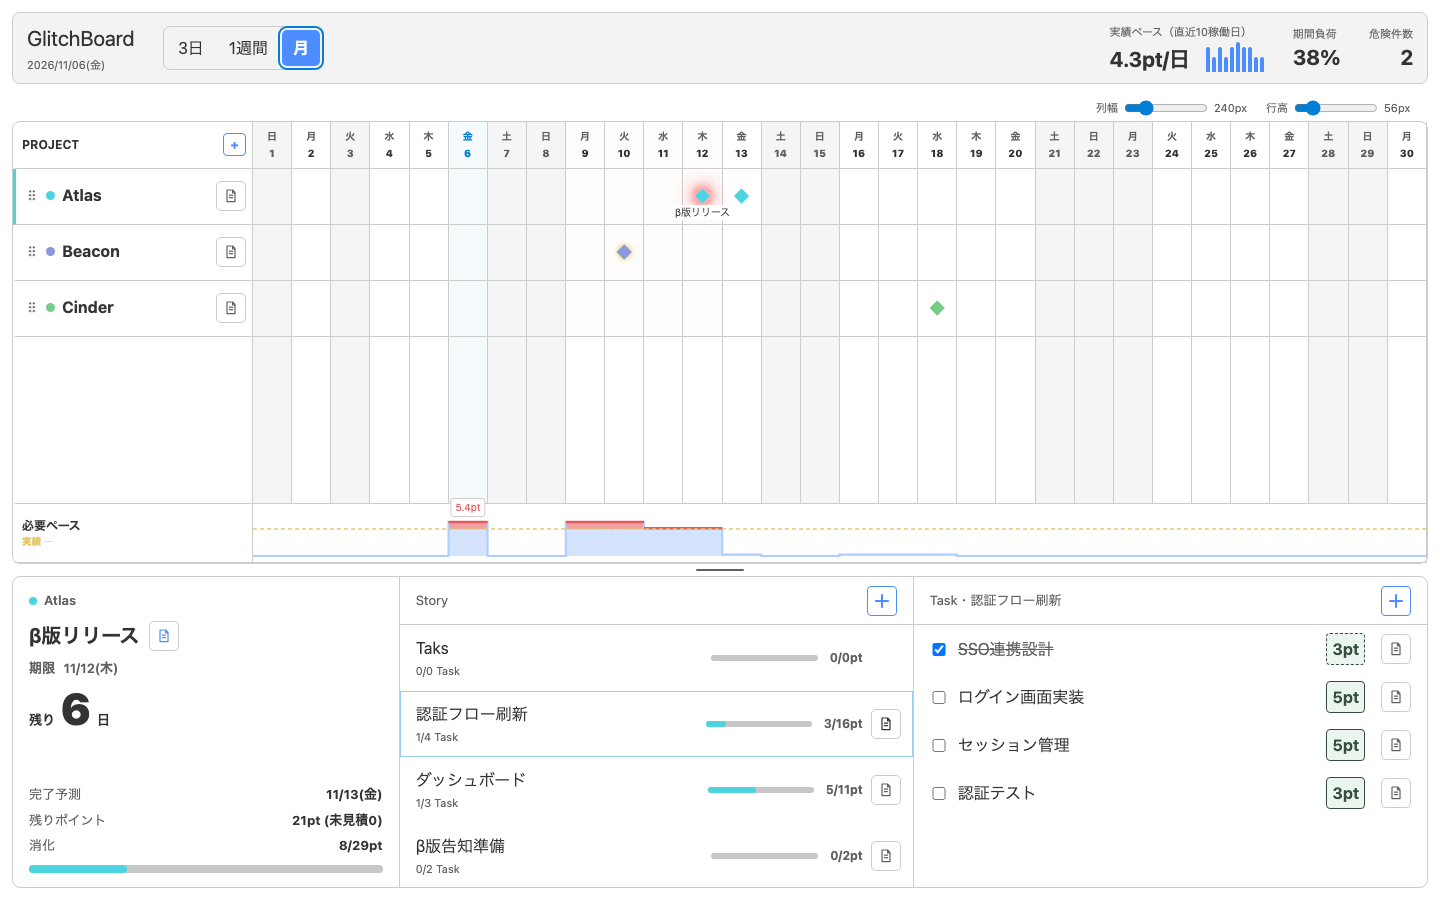 GlitchBoard
2026/11/06(金)
3日 1週間 月
実績ペース（直近10稼働日）
4.3pt/日
期間負荷
38%
危険件数
2
列幅 240px 行高 56px
PROJECT +
日 月 火 水 木 金 土 日 月 火 水 木 金 土 日 月 火 水 木 金 土 日 月 火 水 木 金 土 日 月
1 2 3 4 5 6 7 8 9 10 11 12 13 14 15 16 17 18 19 20 21 22 23 24 25 26 27 28 29 30
Atlas
β版リリース
Beacon
Cinder
5.4pt
必要ペース
実績
Atlas
β版リリース
期限 11/12(木)
残り 6 日
完了予測 11/13(金)
残りポイント 21pt (未見積0)
消化 8/29pt
Story +
Taks
0/0 Task
0/0pt
認証フロー刷新
1/4 Task
3/16pt
ダッシュボード
1/3 Task
5/11pt
β版告知準備
0/2 Task
0/2pt
Task・認証フロー刷新 +
SSO連携設計 3pt
ログイン画面実装 5pt
セッション管理 5pt
認証テスト 3pt